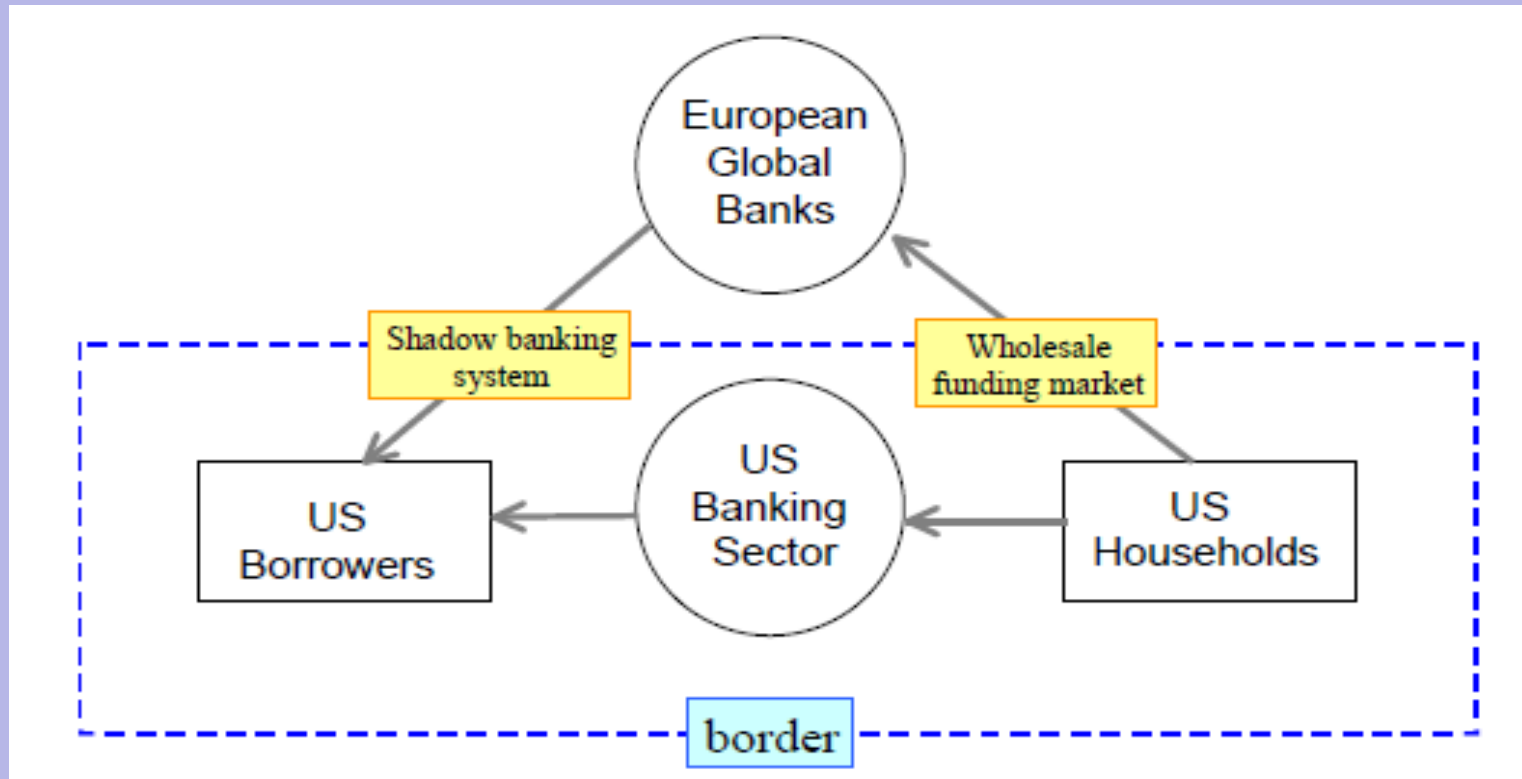 European
Global
Banks
Shadow banking
system
Wholesale
funding market
US
Borrowers
US
Banking
Sector
US
Households
border